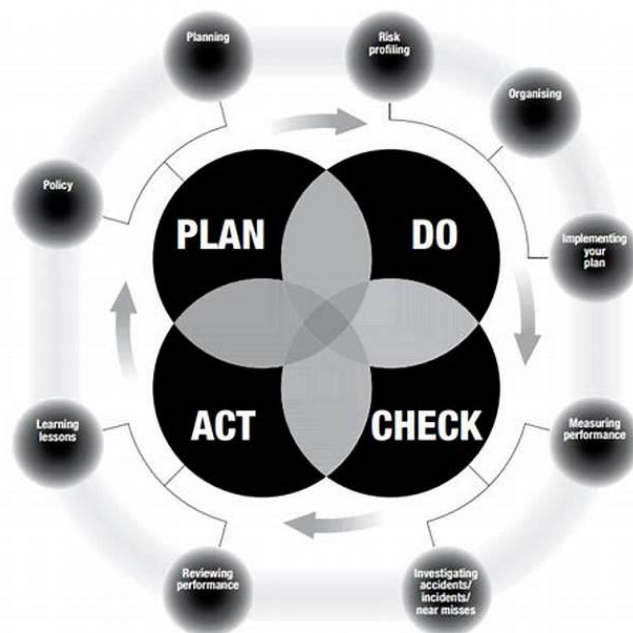 Planning
Risk
profiling
Organising
Policy
PLAN
DO
Implementing
your
plan
ACT
CHECK
Learning
lessons
Measuring
performance
Reviewing
performance
Investigating
accidents/
incidents/
near misses